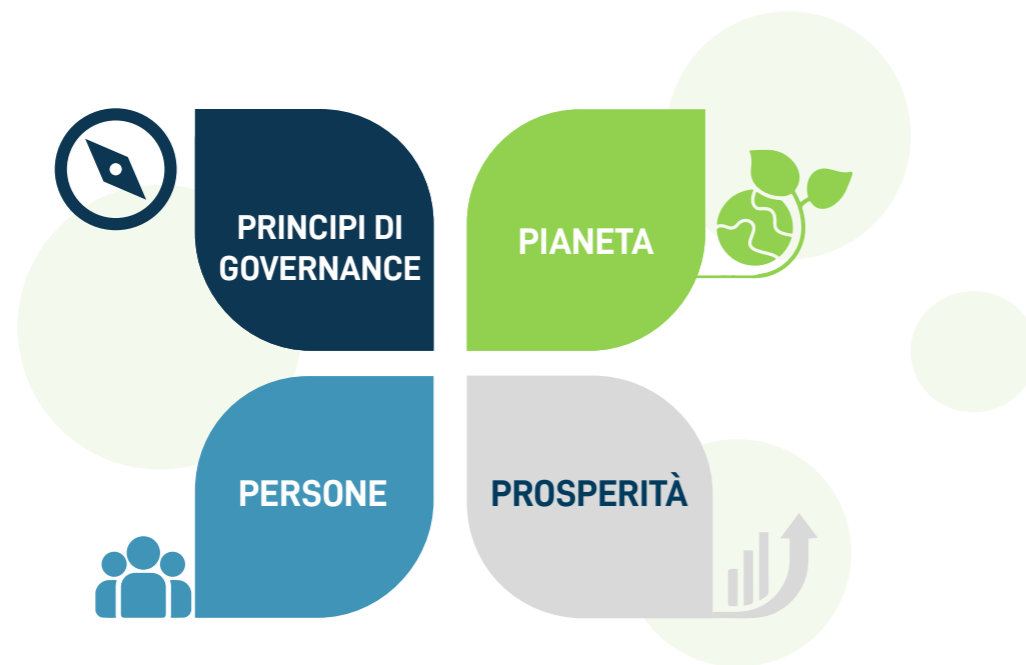 PRINCIPI DI
GOVERNANCE
PIANETA
PERSONE
PROSPERITÀ